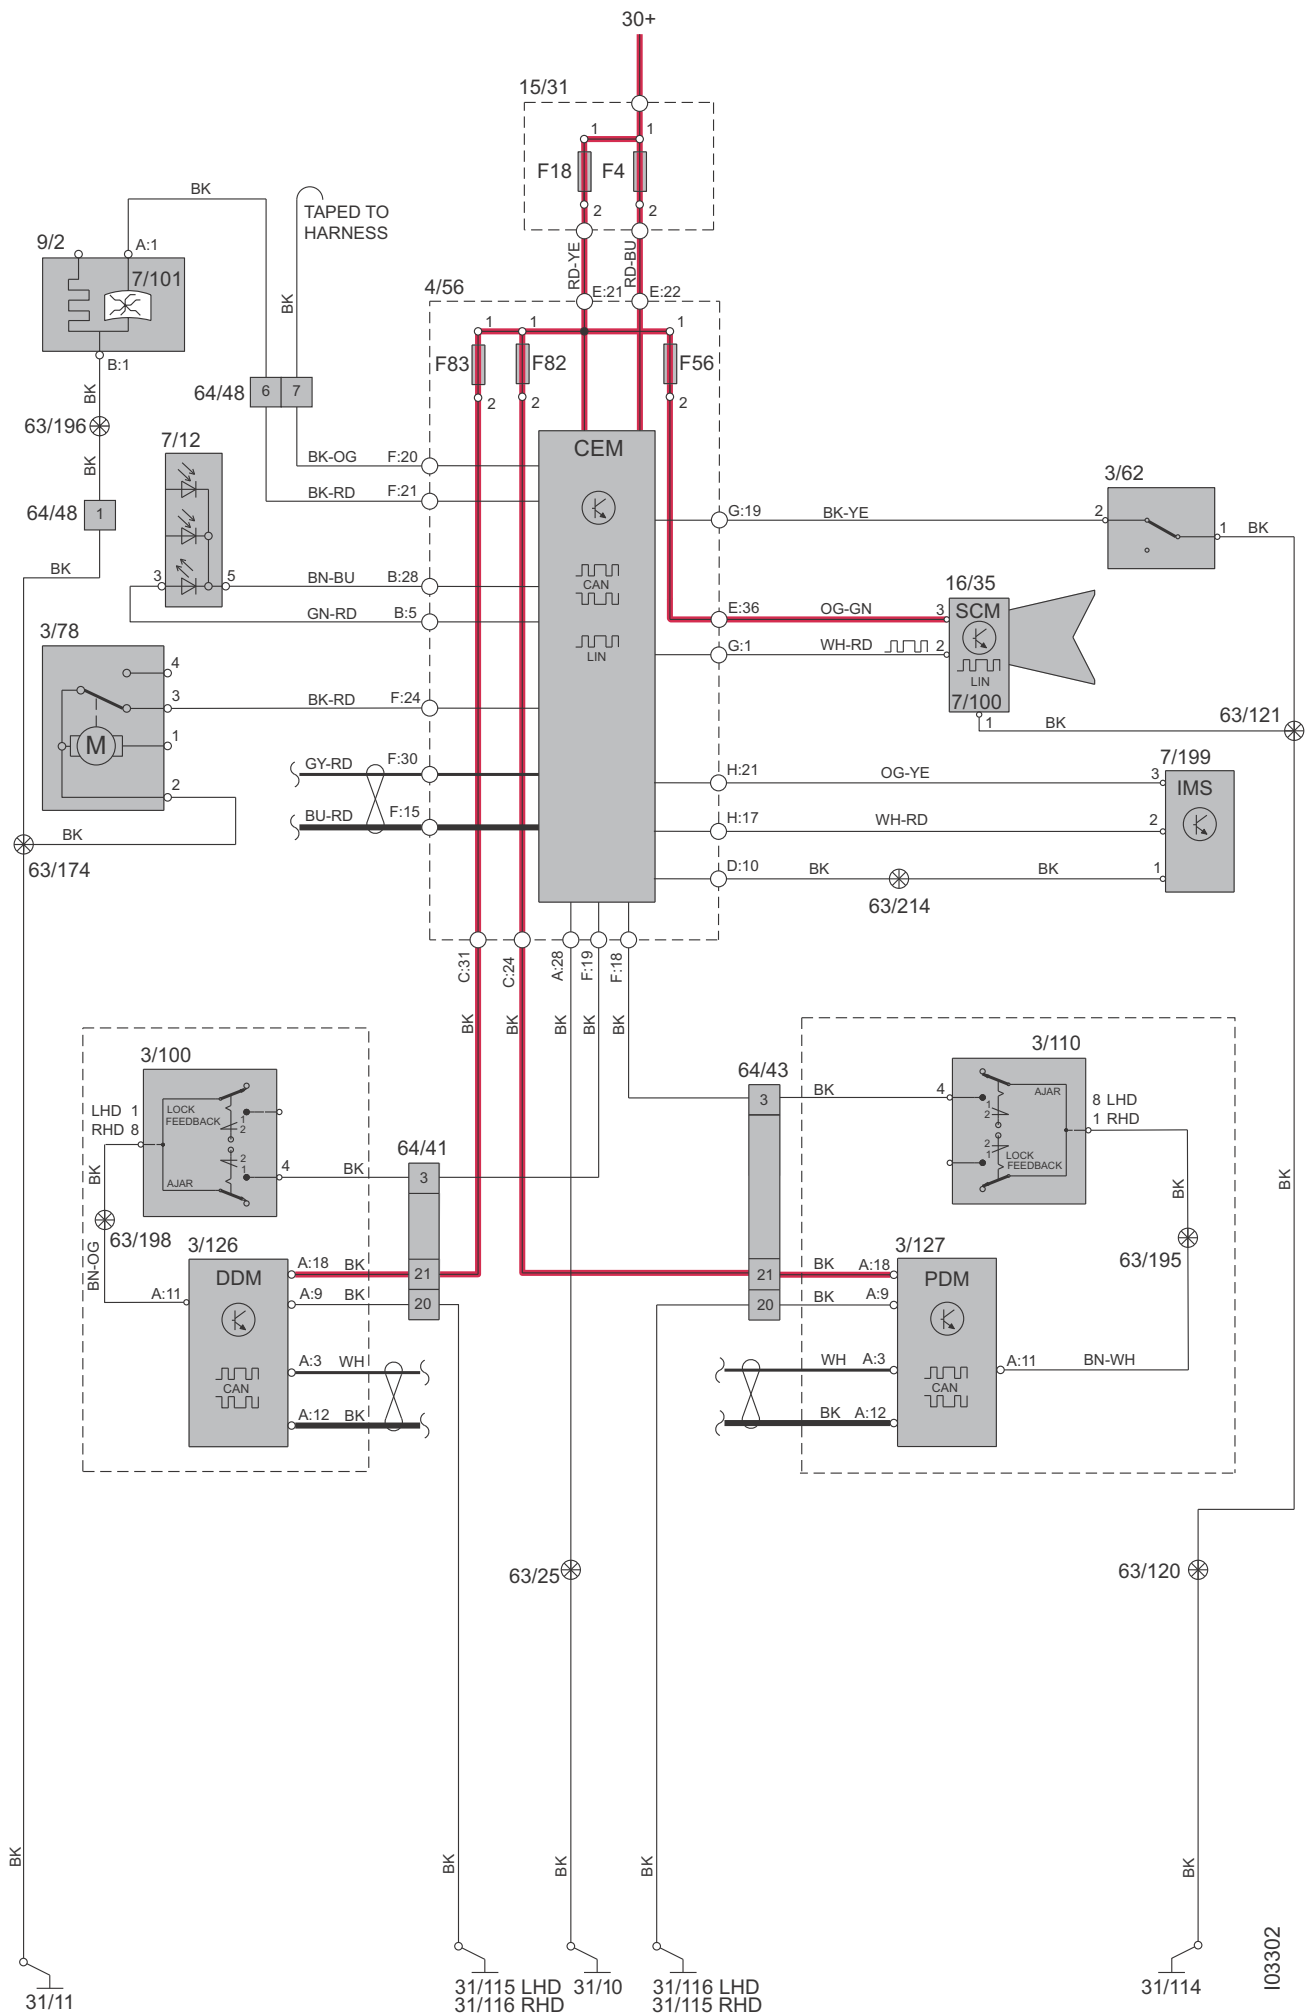 30+
15/31
1
1
F18
F4
2
2
BK
TAPED TO
HARNESS
9/2
A:1
7/101
RD-YE
RD-BU
4/56
E:21
E:22
BK
1
1
1
F83
F82
F56
2
2
2
B:1
BK
64/48
6
7
63/196
7/12
CEM
BK-OG
F:20
BK
3/62
BK-RD
F:21
G:19
BK-YE
2
1
BK
64/48
1
CAN
BK
3
5
BN-BU
B:28
16/35
GN-RD
B:5
E:36
OG-GN
3
SCM
3/78
G:1
WH-RD
2
LIN
LIN
4
3
BK-RD
F:24
7/100
1
BK
63/121
M
1
7/199
GY-RD
F:30
H:21
OG-YE
3
IMS
2
BU-RD
F:15
H:17
WH-RD
2
BK
63/174
D:10
BK
BK
1
63/214
C:31
C:24
A:28
F:19
F:18
BK
BK
BK
BK
BK
3/100
3/110
64/43
LHD 1
RHD 8
LOCK
FEEDBACK
1
2
2
1
AJAR
4
BK
64/41
3
3
BK
4
AJAR
1
2
2
1
LOCK
FEEDBACK
8 LHD
1 RHD
BK
BK
BK
63/198
63/195
BN-OG
3/126
3/127
DDM
A:18
BK
21
21
BK
A:18
PDM
A:11
A:9
BK
20
20
BK
A:9
A:3
WH
WH
A:3
A:11
BN-WH
CAN
CAN
A:12
BK
BK
A:12
63/25
63/120
BK
BK
BK
BK
BK
31/11
31/115 LHD
31/116 RHD
31/10
31/116 LHD
31/115 RHD
31/114
I03302